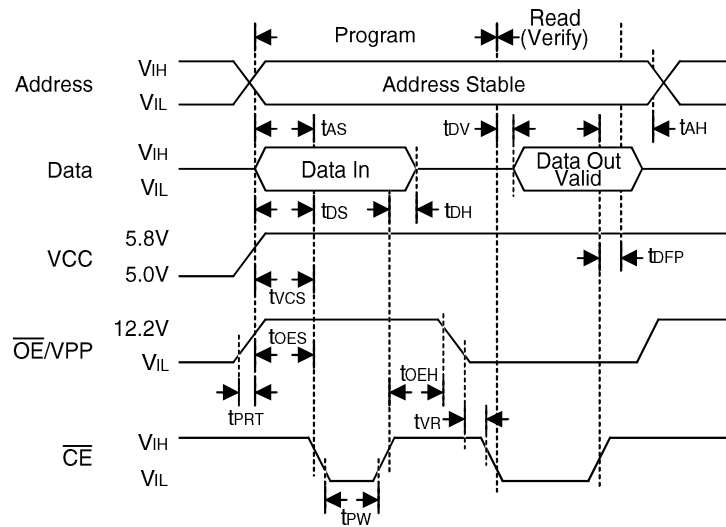 Program
Read
(Verify)
Address
VIH
VIL
Address Stable
tAS
tDV
tAH
Data
VIH
VIL
Data In
Data Out
Valid
tDS
tDH
tDFP
VCC
5.8V
5.0V
tVCS
OE/VPP
12.2V
VIL
tOES
tOEH
tPRT
tVR
CE
VIH
VIL
tPW